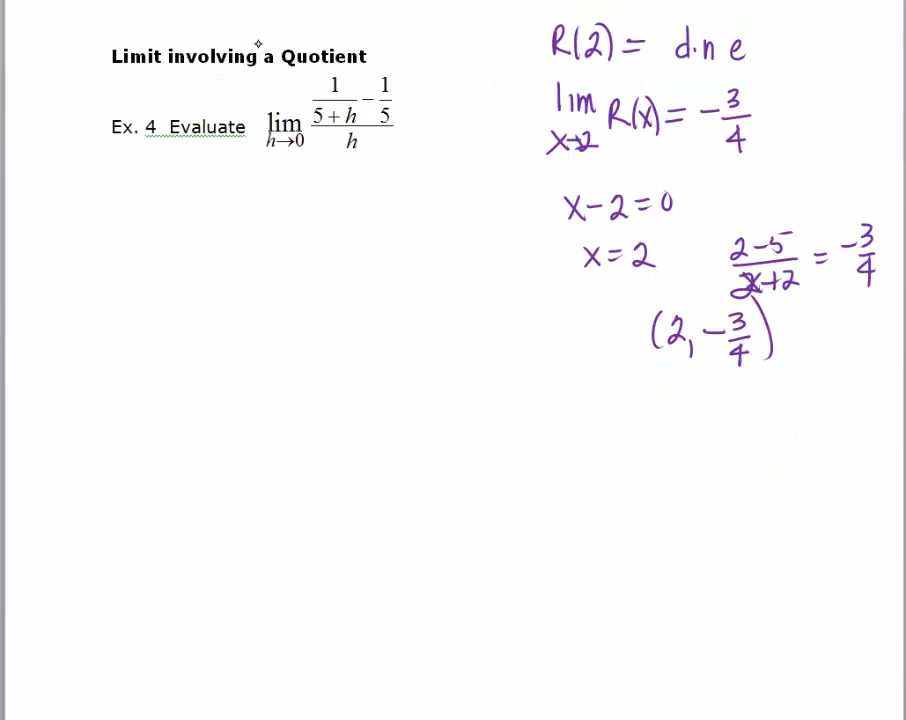 Limit involving a Quotient
Ex. 4 Evaluate lim h→0 (1/(5+h) − 1/5)/h
R(2) = d.n e
lim x→2 R(x) = −3/4
x − 2 = 0
x = 2
(2−5)/(2+2) = −3/4
(2, −3/4)